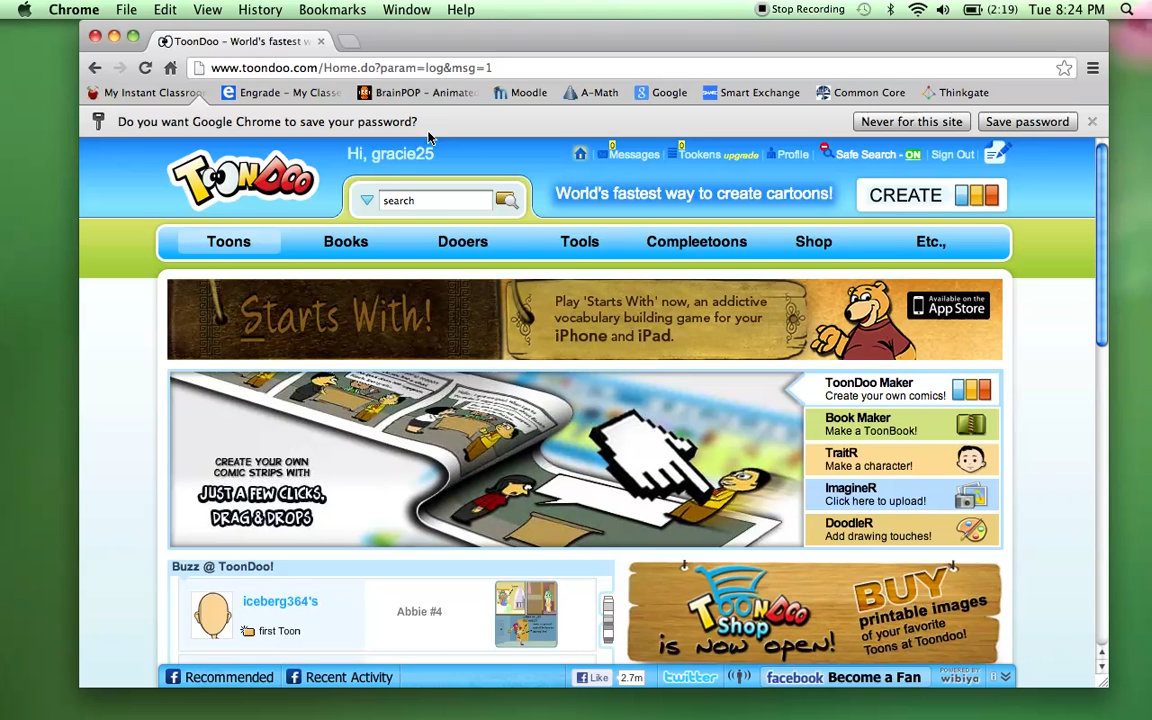 Chrome File Edit View History Bookmarks Window Help Stop Recording (2:19) Tue 8:24 PM
ToonDoo - World's fastest w
www.toondoo.com/Home.do?param=log&msg=1
My Instant Classroo Engrade - My Classe BrainPOP - Animate Moodle A-Math Google Smart Exchange Common Core Thinkgate
Do you want Google Chrome to save your password? Never for this site Save password
TOONDOO
Hi, gracie25
0 Messages 0 Tookens upgrade Profile Safe Search - ON Sign Out
search
World's fastest way to create cartoons!
CREATE
Toons Books Dooers Tools Compleetoons Shop Etc.,
Starts With!
Play 'Starts With' now, an addictive
vocabulary building game for your
iPhone and iPad.
Available on the
App Store
CREATE YOUR OWN
COMIC STRIPS WITH
JUST A FEW CLICKS,
DRAG & DROPS
ToonDoo Maker
Create your own comics!
Book Maker
Make a ToonBook!
TraitR
Make a character!
ImagineR
Click here to upload!
DoodleR
Add drawing touches!
Buzz @ ToonDoo!
iceberg364's
first Toon
Abbie #4
TOONDOO
Shop
is now open!
BUY
printable images
of your favorite
Toons at Toondoo!
Recommended Recent Activity Like 2.7m twitter facebook Become a Fan POWERED BY
wibiya